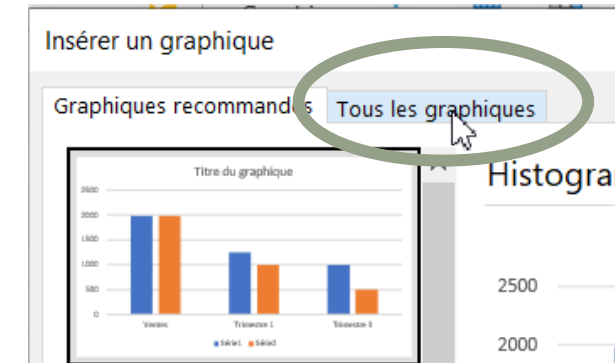 Insérer un graphique
Graphiques recommandés
Tous les graphiques
Titre du graphique
2500
2000
1500
1000
500
0
Ventes
Trimestre 1
Trimestre 3
Série1
Histogra
2500
2000